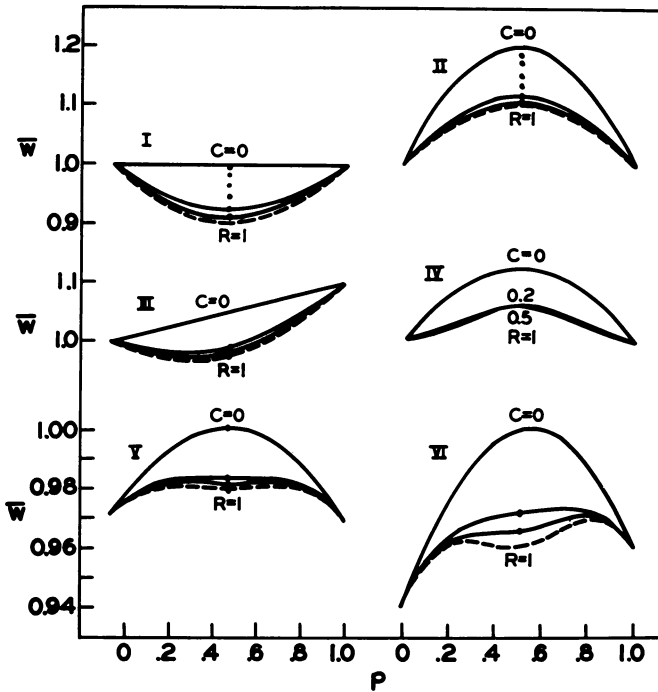 C=0
1.2
II
1.1
I
C=0
W
1.0
R=1
0.9
R=1
1.1
C=0
IV
III
C=0
0.2
W
1.0
0.5
R=1
R=1
C=0
C=0
1.00
V
VI
0.98
R=1
W
0.96
R=1
0.94
0 .2 .4 .6 .8 1.0 0 .2 .4 .6 .8 1.0
P